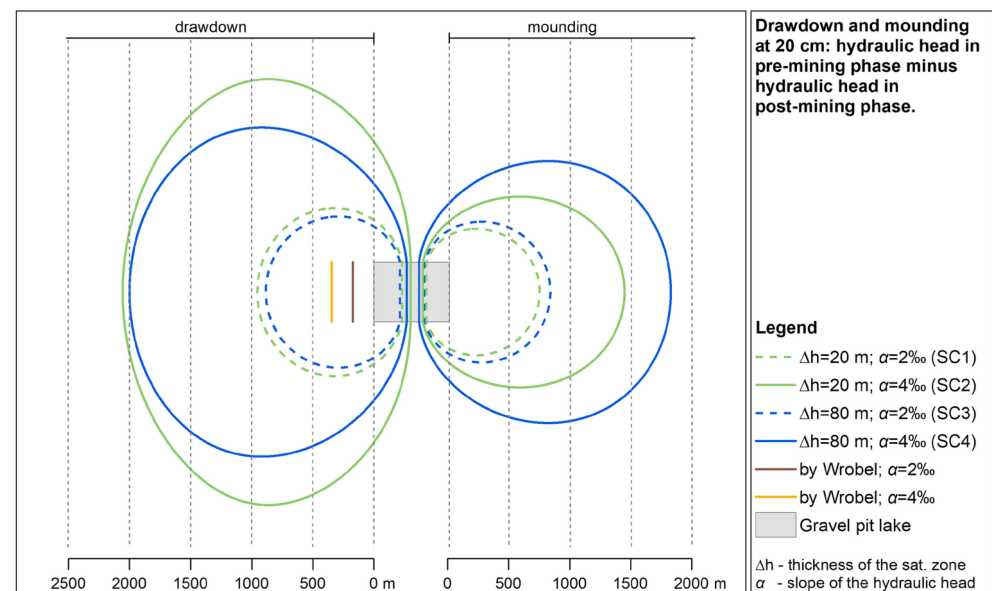 drawdown
mounding
Drawdown and mounding
at 20 cm: hydraulic head in
pre-mining phase minus
hydraulic head in
post-mining phase.
Legend
Δh=20 m; α=2‰ (SC1)
Δh=20 m; α=4‰ (SC2)
Δh=80 m; α=2‰ (SC3)
Δh=80 m; α=4‰ (SC4)
by Wrobel; α=2‰
by Wrobel; α=4‰
Gravel pit lake
Δh - thickness of the sat. zone
α - slope of the hydraulic head
2500 2000 1500 1000 500 0 m
0 500 1000 1500 2000 m